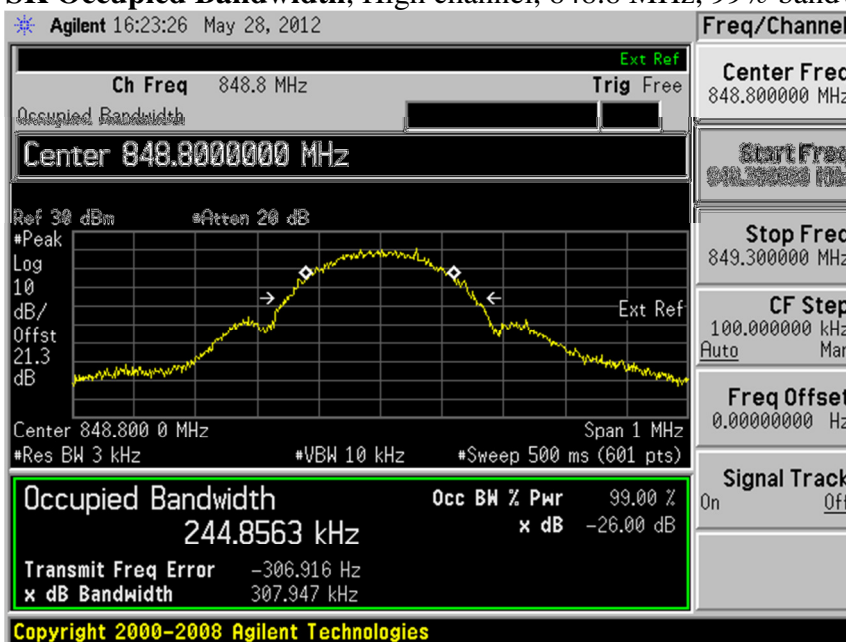 SK Occupied Bandwidth, High channel, 848.8 MHz, 99%
Agilent 16:23:26 May 28, 2012
Freq/Channel
Ext Ref
Ch Freq 848.8 MHz Trig Free
Occupied Bandwidth
Center 848.8000000 MHz
Center Freq
848.800000 MHz
Start Freq
848.300000 MHz
Stop Freq
849.300000 MHz
CF Step
100.000000 kHz
Auto Man
Freq Offset
0.00000000 Hz
Signal Track
On Off
Ref 30 dBm #Atten 20 dB
#Peak
Log
10
dB/
Offst
21.3
dB
Ext Ref
Center 848.800 0 MHz Span 1 MHz
#Res BW 3 kHz #VBW 10 kHz #Sweep 500 ms (601 pts)
Occupied Bandwidth Occ BW % Pwr 99.00 %
244.8563 kHz x dB -26.00 dB
Transmit Freq Error -306.916 Hz
x dB Bandwidth 307.947 kHz
Copyright 2000-2008 Agilent Technologies